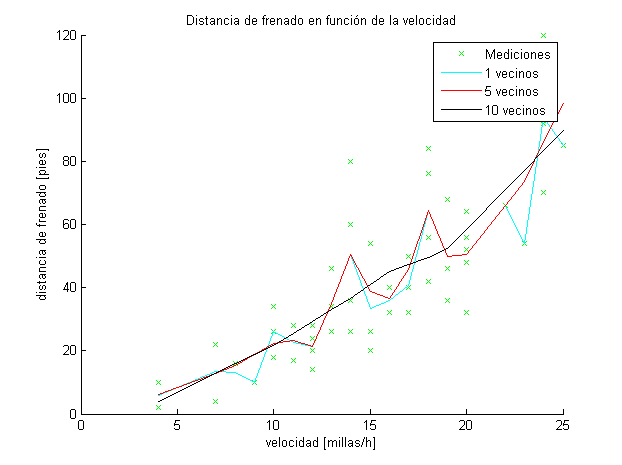 Distancia de frenado en función de la velocidad
120
100
80
60
40
20
0
distancia de frenado [pies]
Mediciones
1 vecinos
5 vecinos
10 vecinos
0 5 10 15 20 25
velocidad [millas/h]